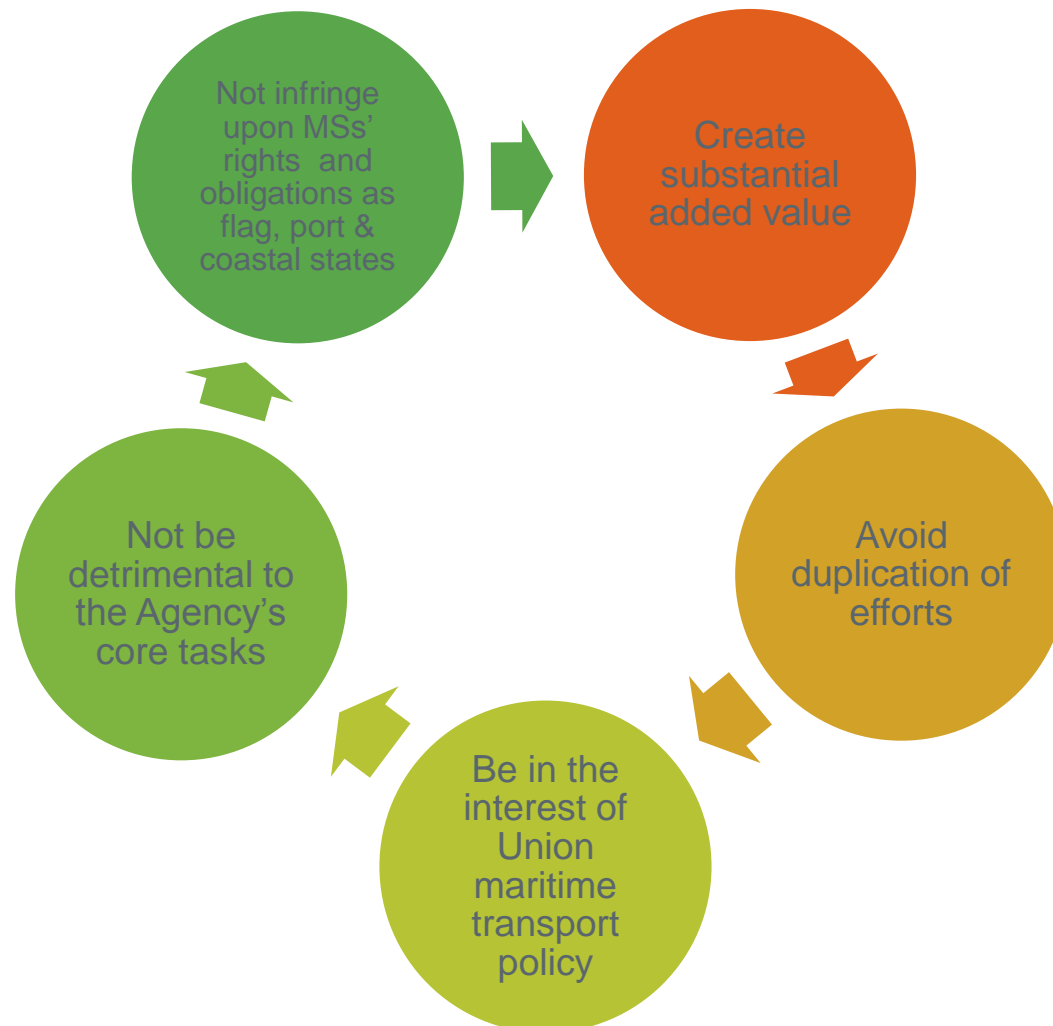 Not infringe
upon MSs’
rights and
obligations as
flag, port &
coastal states
Create
substantial
added value
Avoid
duplication of
efforts
Be in the
interest of
Union
maritime
transport
policy
Not be
detrimental to
the Agency’s
core tasks